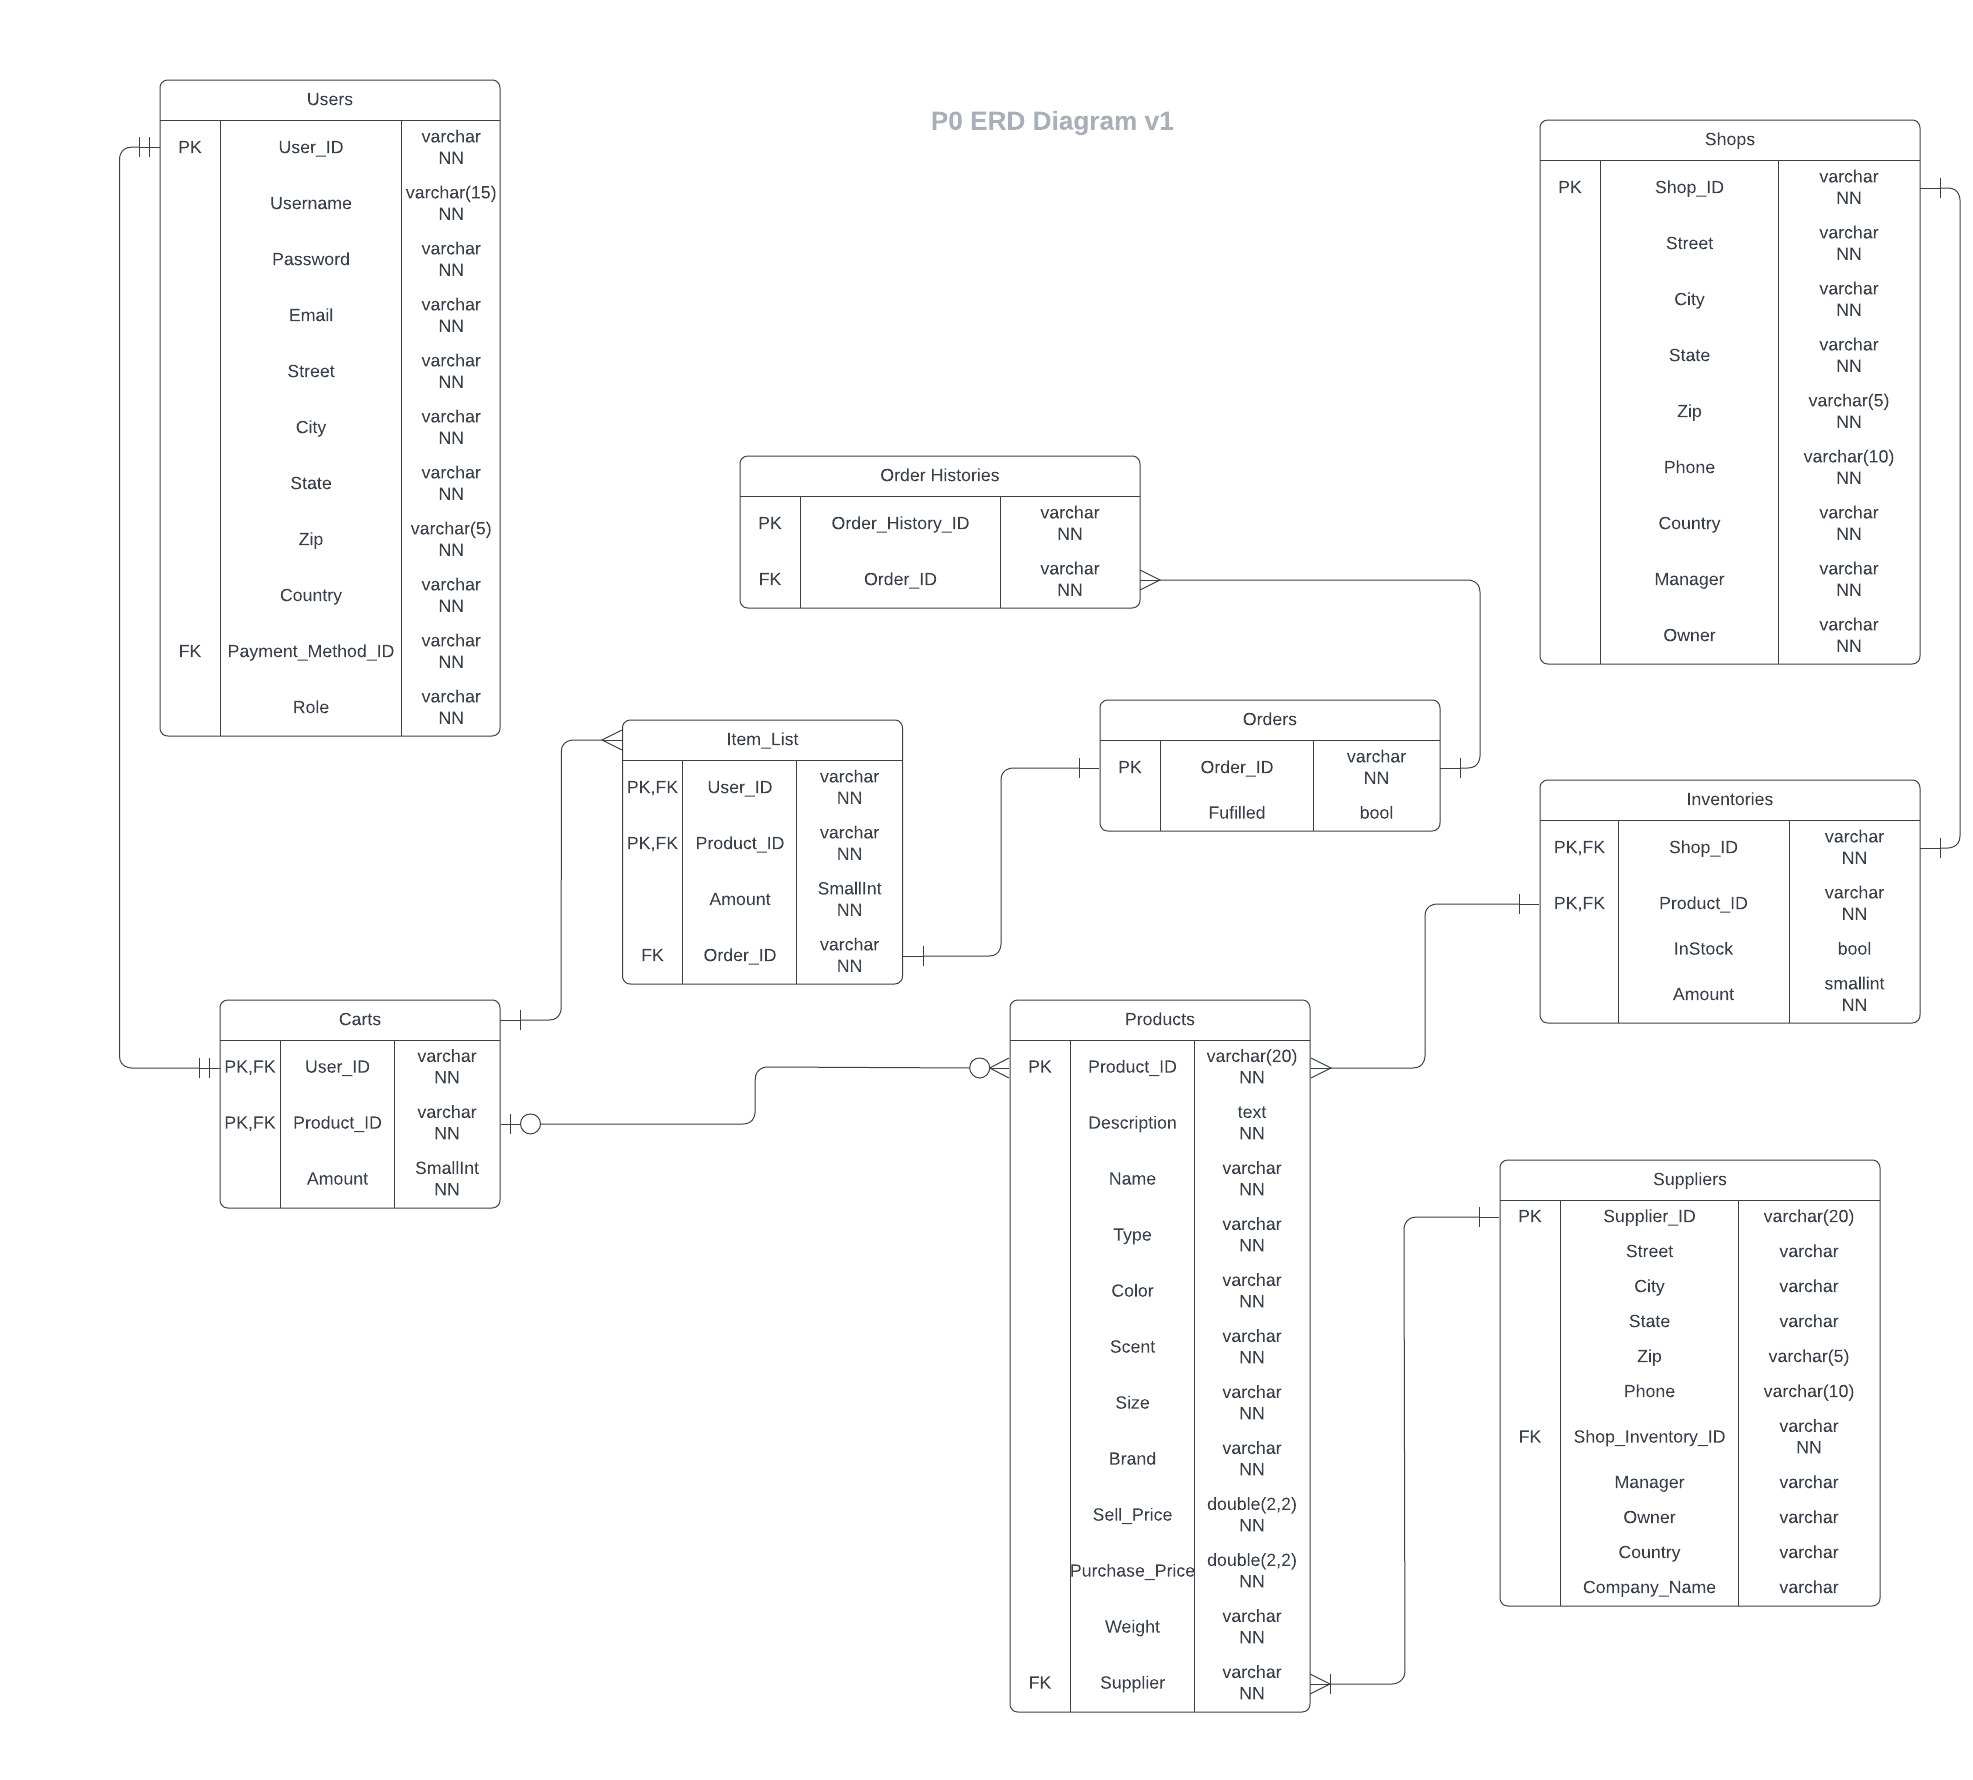 P0 ERD Diagram v1
Users
PK User_ID varchar
NN
Username varchar(15)
NN
Password varchar
NN
Email varchar
NN
Street varchar
NN
City varchar
NN
State varchar
NN
Zip varchar(5)
NN
Country varchar
NN
FK Payment_Method_ID varchar
NN
Role varchar
NN
Shops
PK Shop_ID varchar
NN
Street varchar
NN
City varchar
NN
State varchar
NN
Zip varchar(5)
NN
Phone varchar(10)
NN
Country varchar
NN
Manager varchar
NN
Owner varchar
NN
Order Histories
PK Order_History_ID varchar
NN
FK Order_ID varchar
NN
Item_List
PK,FK User_ID varchar
NN
PK,FK Product_ID varchar
NN
Amount SmallInt
NN
FK Order_ID varchar
NN
Orders
PK Order_ID varchar
NN
Fufilled bool
Inventories
PK,FK Shop_ID varchar
NN
PK,FK Product_ID varchar
NN
InStock bool
Amount smallint
NN
Carts
PK,FK User_ID varchar
NN
PK,FK Product_ID varchar
NN
Amount SmallInt
NN
Products
PK Product_ID varchar(20)
NN
Description text
NN
Name varchar
NN
Type varchar
NN
Color varchar
NN
Scent varchar
NN
Size varchar
NN
Brand varchar
NN
Sell_Price double(2,2)
NN
Purchase_Price double(2,2)
NN
Weight varchar
NN
FK Supplier varchar
NN
Suppliers
PK Supplier_ID varchar(20)
Street varchar
City varchar
State varchar
Zip varchar(5)
Phone varchar(10)
FK Shop_Inventory_ID varchar
NN
Manager varchar
Owner varchar
Country varchar
Company_Name varchar